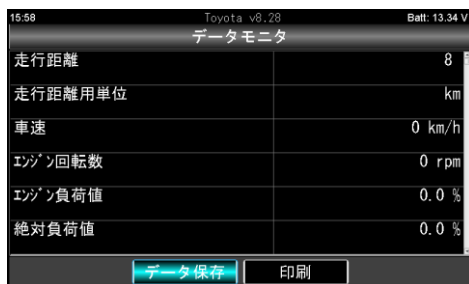 15:58 Toyota v8.28 Batt: 13.34 V
データモニタ
走行距離 8
走行距離用単位 km
車速 0 km/h
ｴﾝｼﾞﾝ回転数 0 rpm
ｴﾝｼﾞﾝ負荷値 0.0 %
絶対負荷値 0.0 %
データ保存 印刷